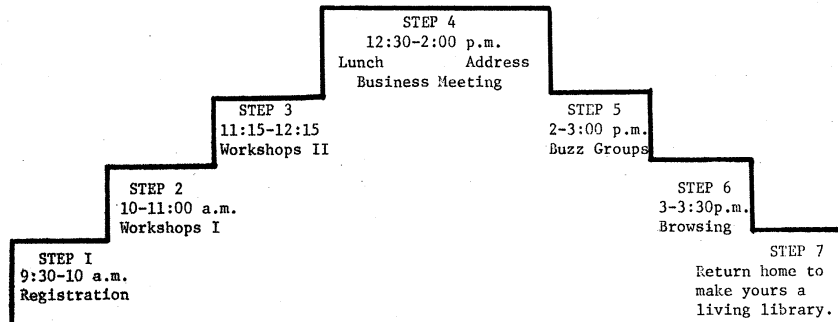 STEP I
9:30-10 a.m.
Registration
STEP 2
10-11:00 a.m.
Workshops I
STEP 3
11:15-12:15
Workshops II
STEP 4
12:30-2:00 p.m.
Lunch Address
Business Meeting
STEP 5
2-3:00 p.m.
Buzz Groups
STEP 6
3-3:30p.m.
Browsing
STEP 7
Return home to
make yours a
living library.